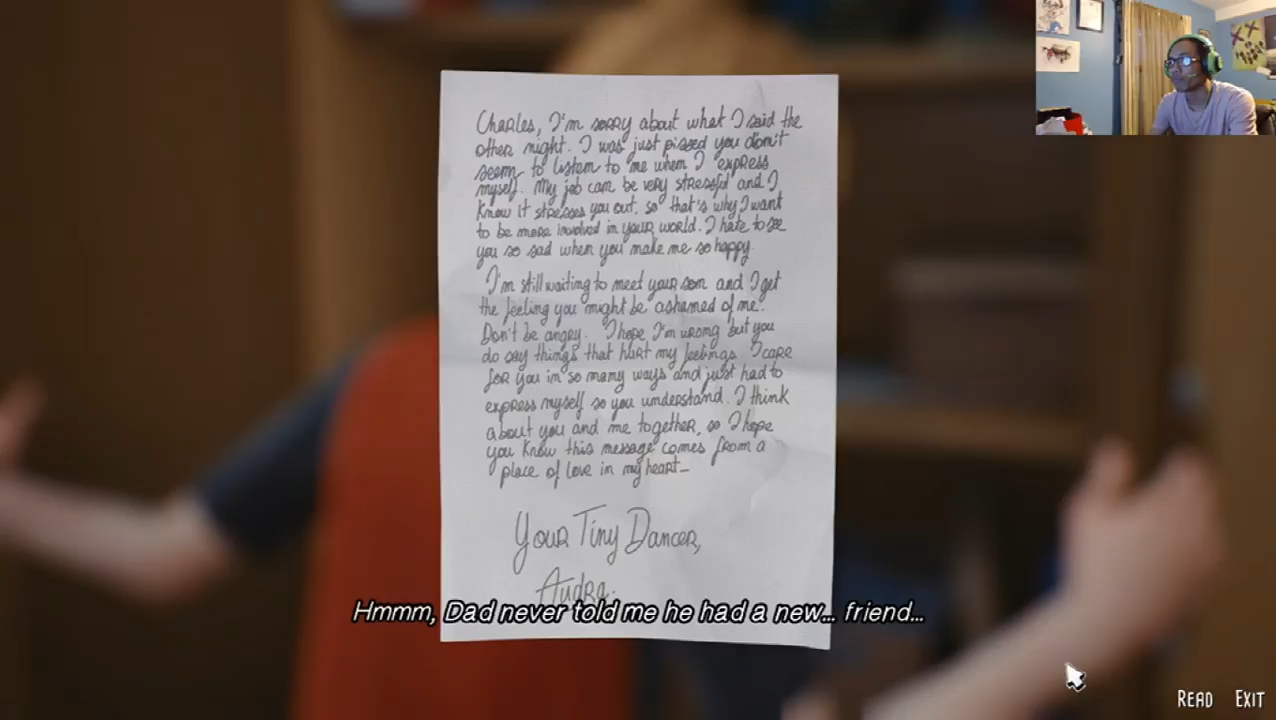 Charles, I'm sorry about what I said the
other night. I was just pissed you don't
seem to listen to me when I express
myself. My job can be very stressful and I
know it stresses you out, so that's why I want
to be more involved in your world. I hate to see
you so sad when you make me so happy.
I'm still waiting to meet your son and I get
the feeling you might be ashamed of me.
Don't be angry. I hope I'm wrong but you
do say things that hurt my feelings. I care
for you in so many ways and just had to
express myself so you understand. I think
about you and me together, so I hope
you know this message comes from a
place of love in my heart...
Your Tiny Dancer,
Audra.
Hmmm, Dad never told me he had a new... friend...
READ EXIT